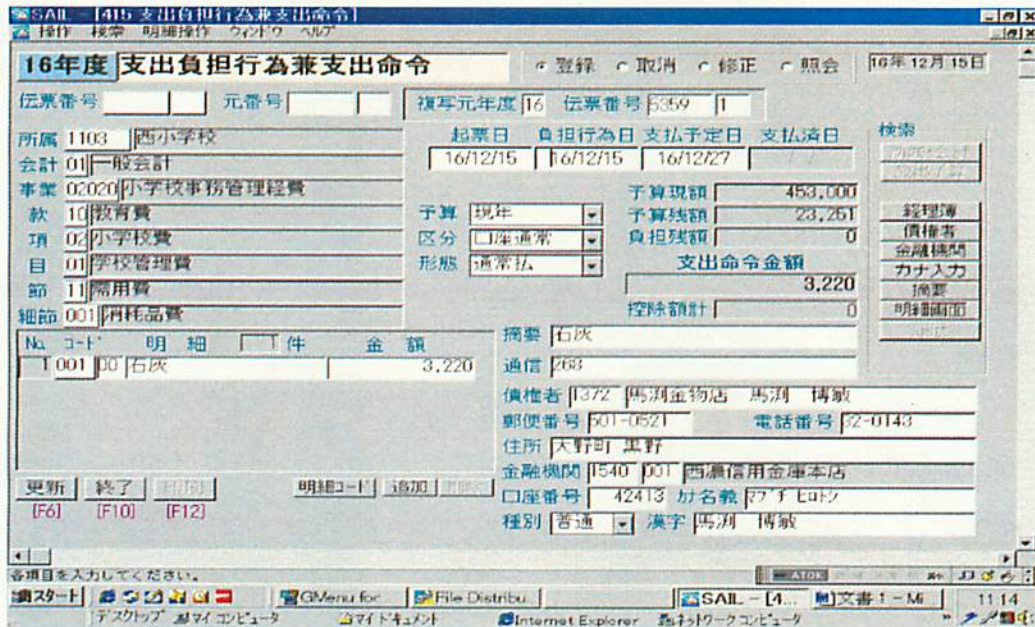 SAIL - [415 支出負担行為兼支出命令]
操作 検索 明細操作 ウィンドウ ヘルプ
16年度 支出負担行為兼支出命令 登録 取消 修正 照会 16年12月15日
伝票番号 元番号 複写元年度 16 伝票番号 5359 1
所属 1103 西小学校
会計 01 一般会計
事業 02020 小学校事務管理経費
款 10 教育費
項 02 小学校費
目 01 学校管理費
節 11 需用費
細節 001 消耗品費
起票日 負担行為日 支払予定日 支払済日
16/12/15 16/12/15 16/12/27 / /
予算 現年
区分 口座通常
形態 通常払
予算現額 453,000
予算残額 23,261
負担残額 0
支出命令金額
3,220
控除額計 0
検索
経理簿
債権者
金融機関
カナ入力
摘要
明細画面
No. コード 明細 1 件 金額
1 001 00 石灰 3,220
摘要 石灰
通信 268
債権者 1372 馬渕金物店 馬渕 博敏
郵便番号 501-0521 電話番号 32-0143
住所 大野町 黒野
金融機関 1540 001 西濃信用金庫本店
口座番号 42413 カナ名義 マブチ ヒロトシ
種別 普通 漢字 馬渕 博敏
更新 終了 印刷 明細コード 追加 削除
[F6] [F10] [F12]
各項目を入力してください。
ATOK
スタート GMenu for ... File Distribu... SAIL - [4... 文書 1 - Mi... 11:14
デスクトップ マイ コンピュータ マイ ドキュメント Internet Explorer マイ ネットワーク コンピュータ